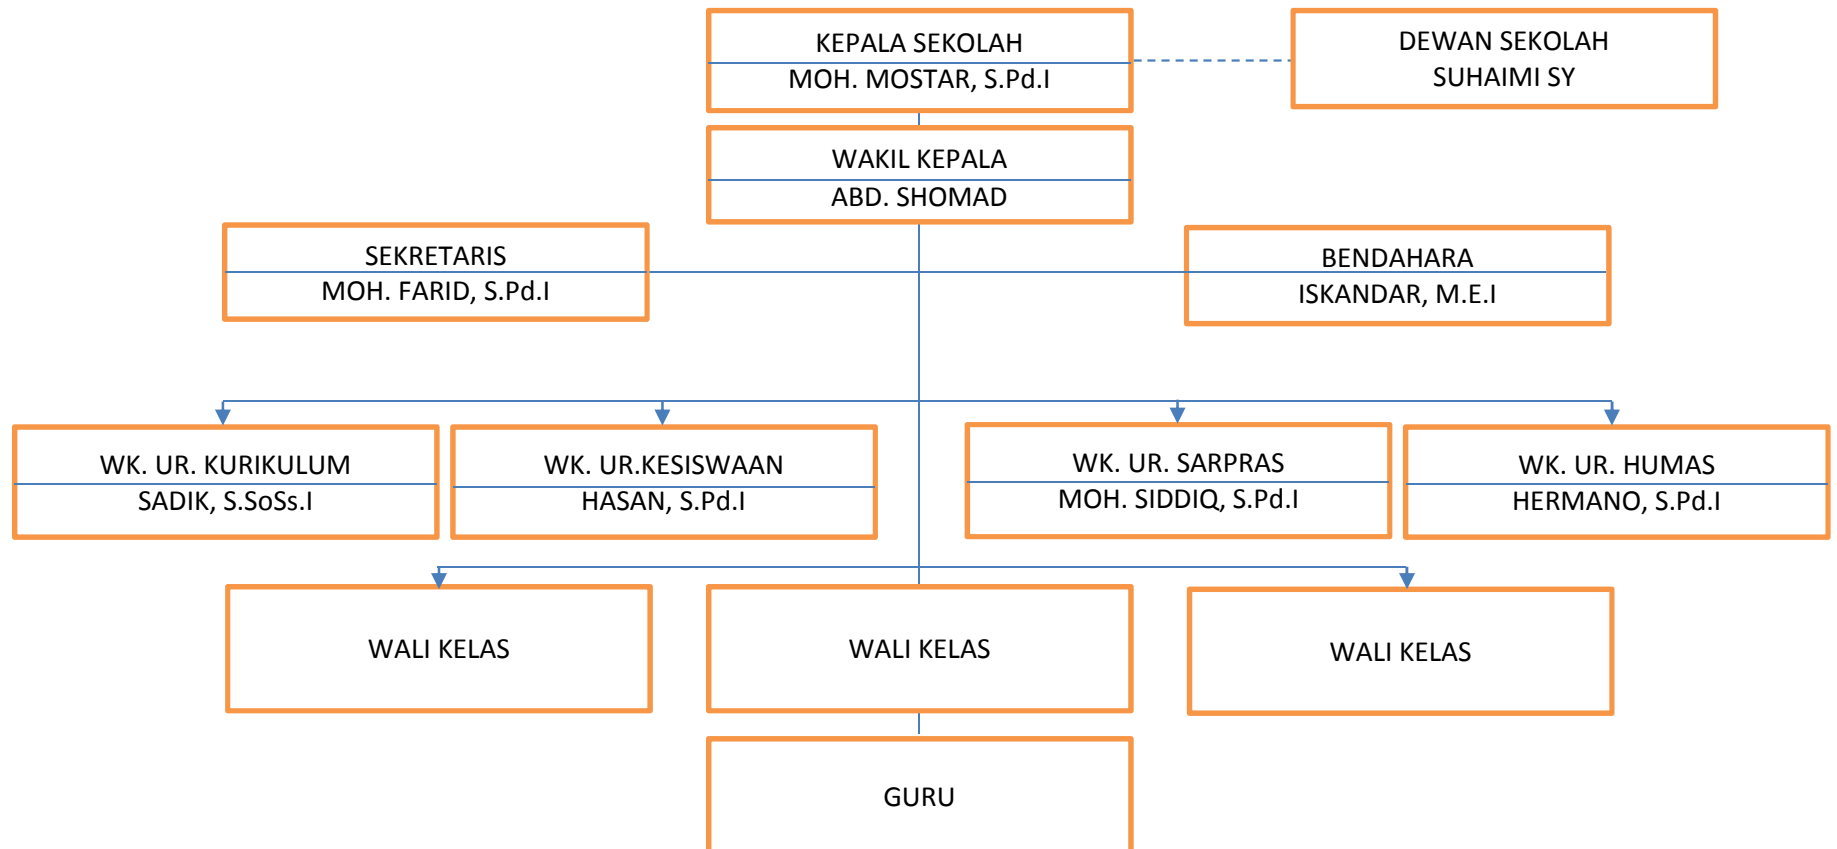 KEPALA SEKOLAH
MOH. MOSTAR, S.Pd.I
DEWAN SEKOLAH
SUHAIMI SY
WAKIL KEPALA
ABD. SHOMAD
SEKRETARIS
MOH. FARID, S.Pd.I
BENDAHARA
ISKANDAR, M.E.I
WK. UR. KURIKULUM
SADIK, S.SoSs.I
WK. UR.KESISWAAN
HASAN, S.Pd.I
WK. UR. SARPRAS
MOH. SIDDIQ, S.Pd.I
WK. UR. HUMAS
HERMANO, S.Pd.I
WALI KELAS
WALI KELAS
WALI KELAS
GURU